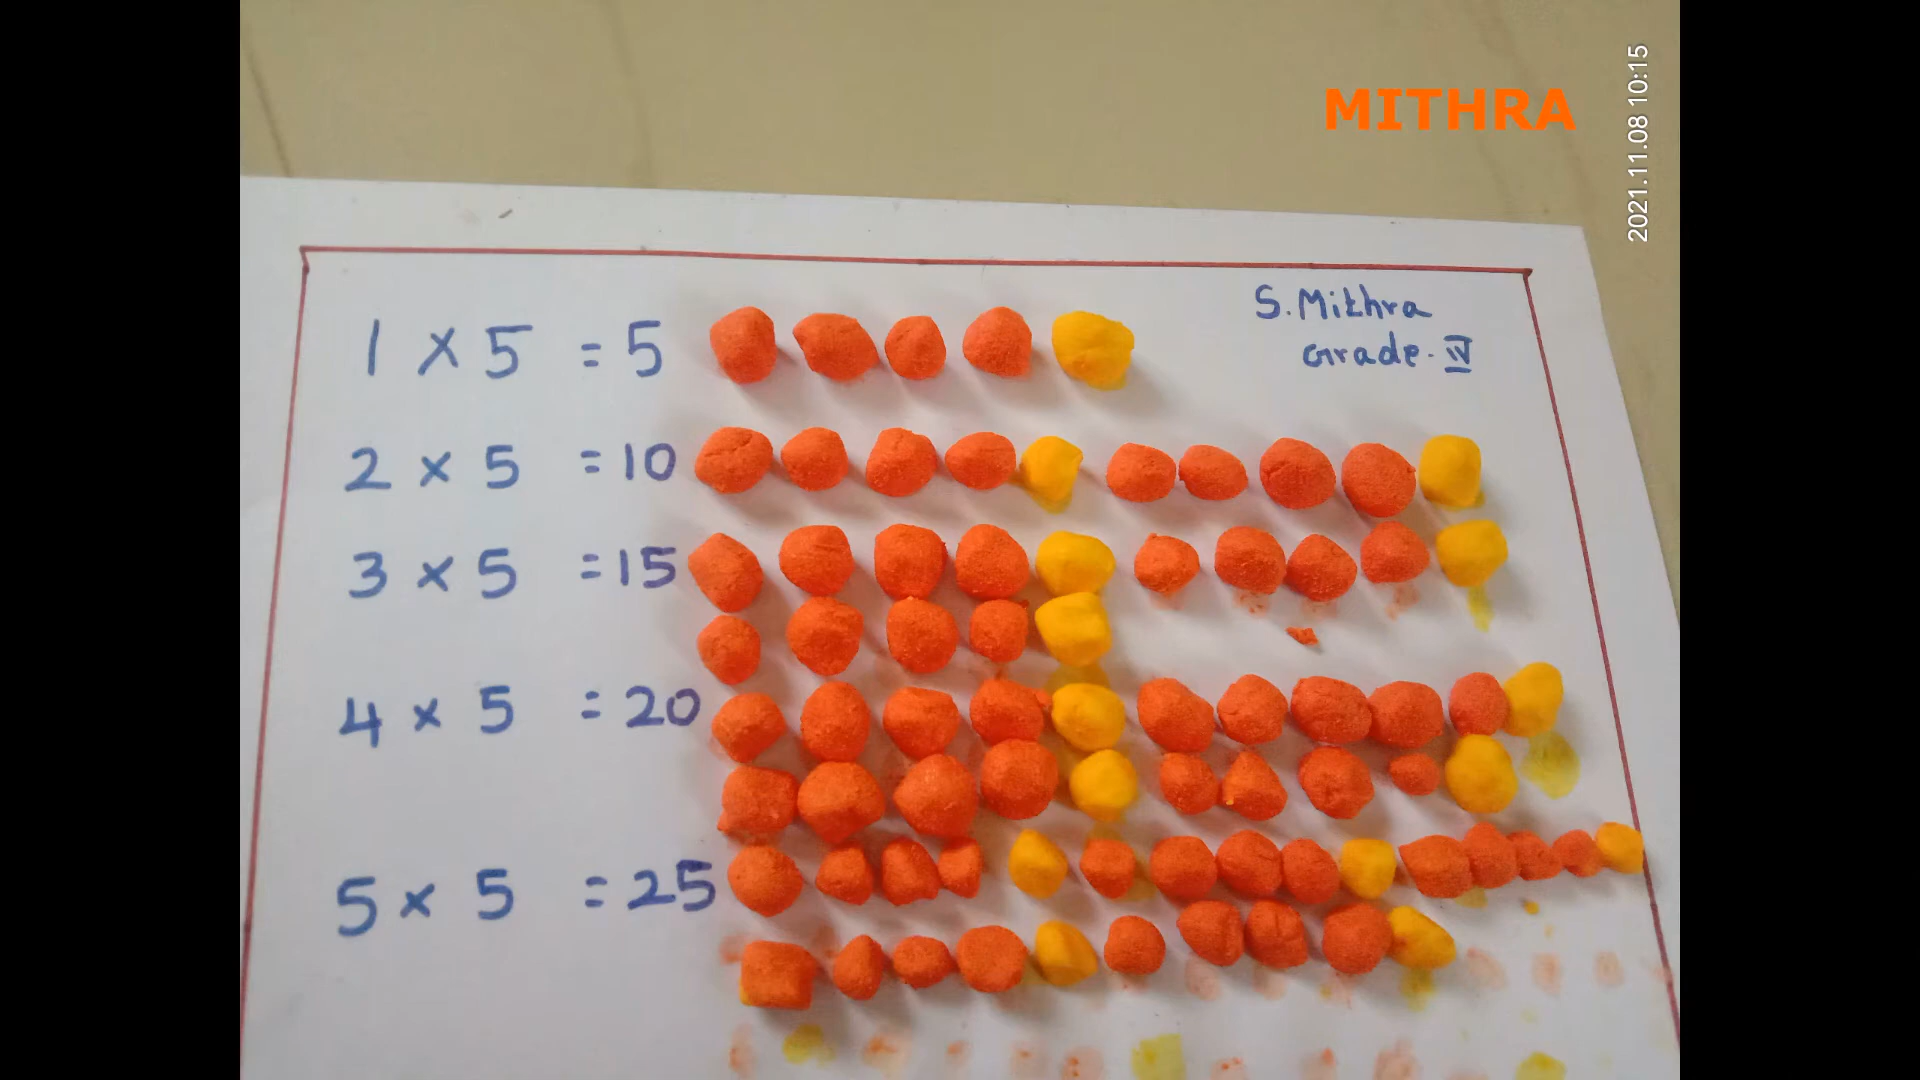 MITHRA
2021.11.08 10:15
S. Mithra
Grade. IV
1 × 5 = 5
2 × 5 = 10
3 × 5 = 15
4 × 5 = 20
5 × 5 = 25